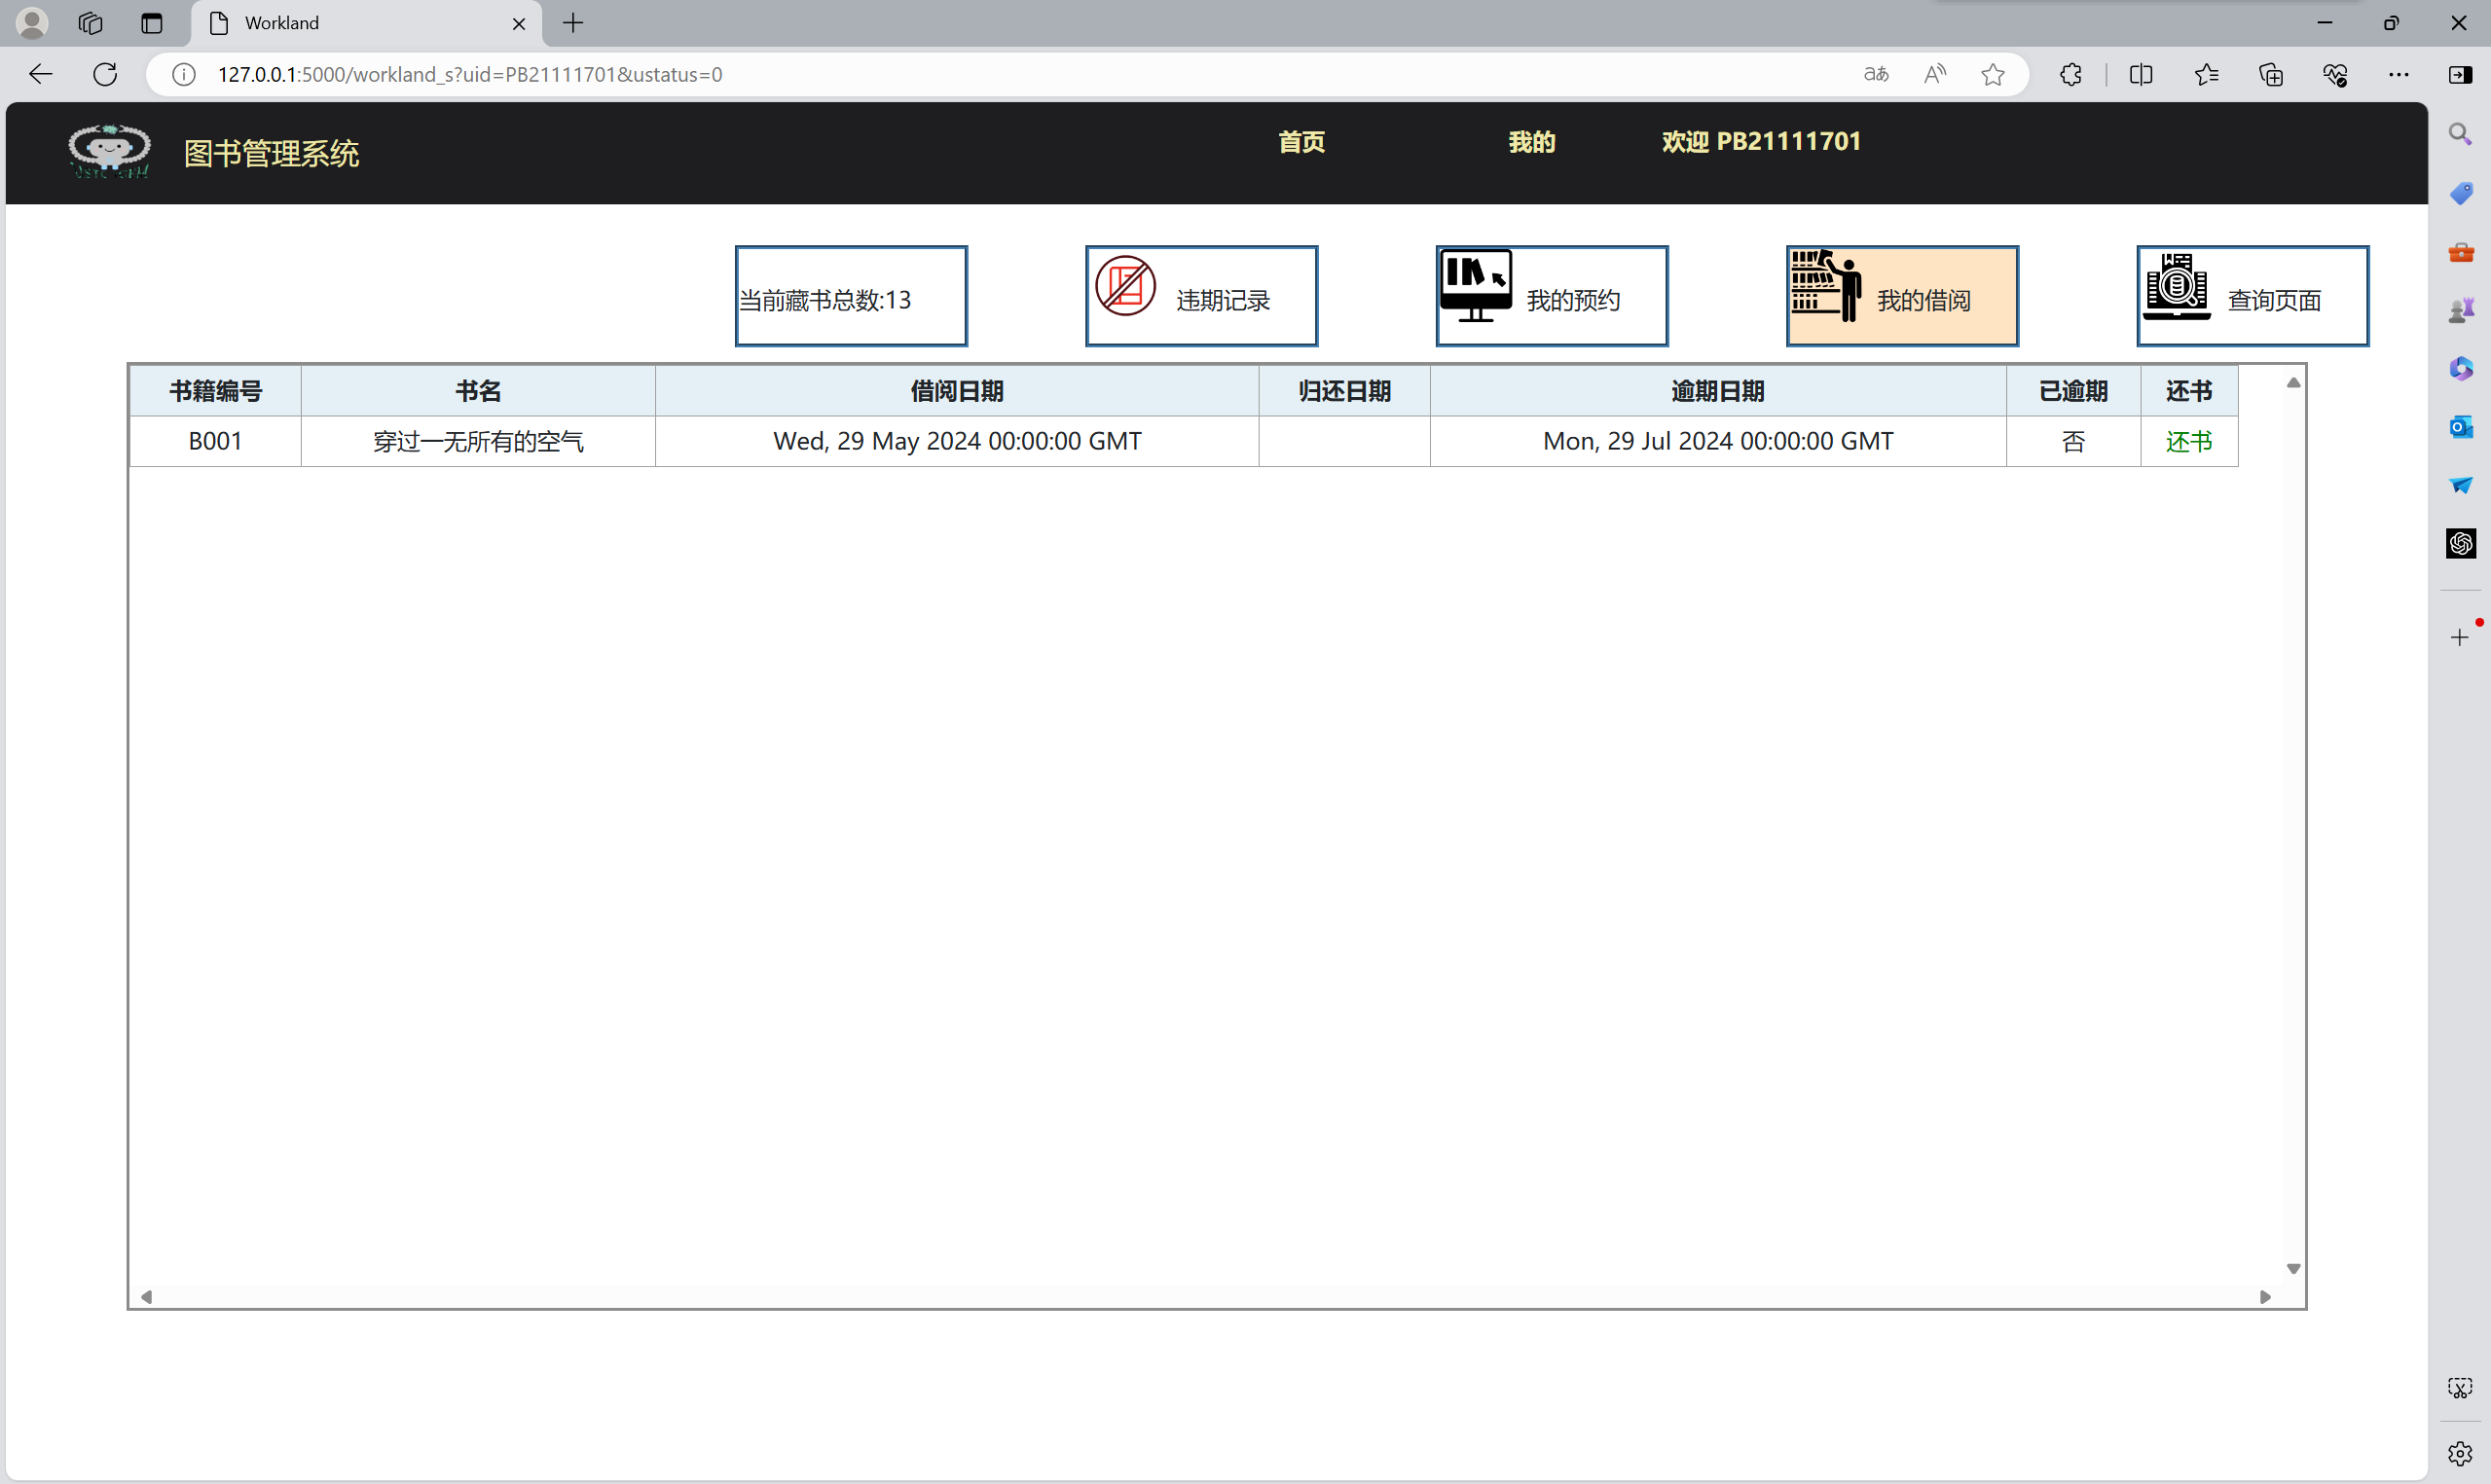 Workland
127.0.0.1:5000/workland_s?uid=PB21111701&ustatus=0
图书管理系统 首页 我的 欢迎 PB21111701
当前藏书总数:13 违期记录 我的预约 我的借阅 查询页面
书籍编号 书名 借阅日期 归还日期 逾期日期 已逾期 还书
B001 穿过一无所有的空气 Wed, 29 May 2024 00:00:00 GMT Mon, 29 Jul 2024 00:00:00 GMT 否 还书